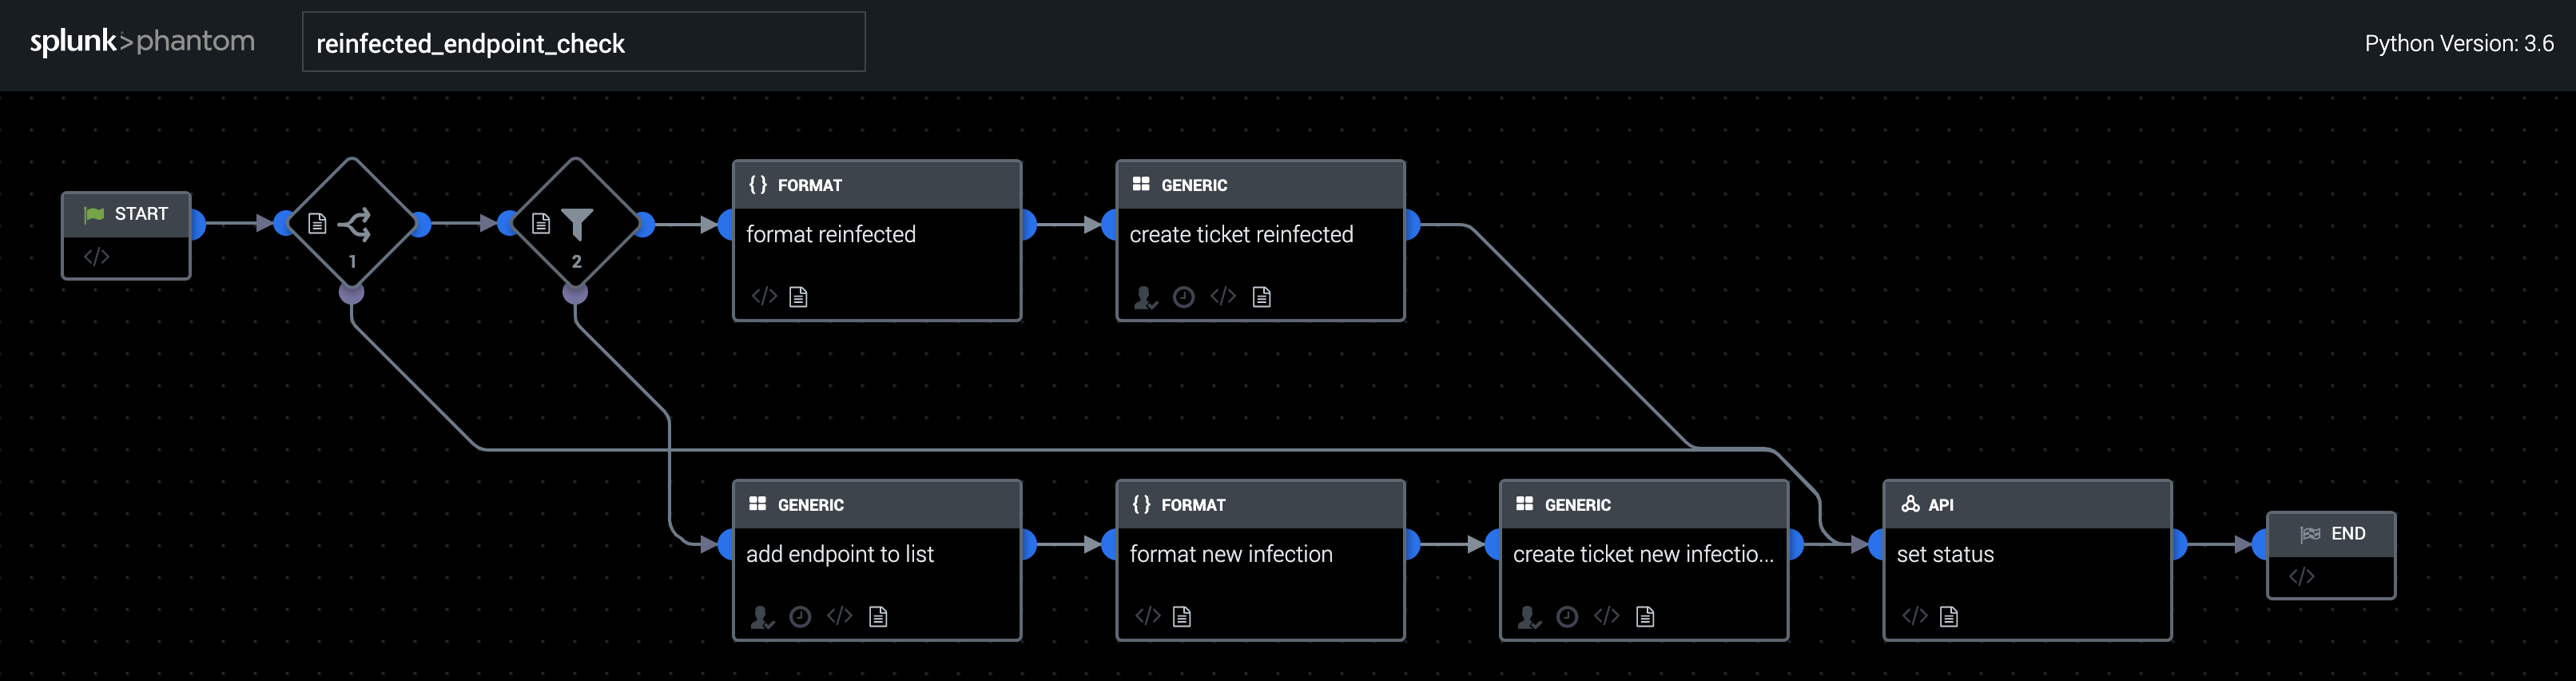 splunk>phantom
reinfected_endpoint_check
Python Version: 3.6
START
</>
1
2
{} FORMAT
format reinfected
</>
GENERIC
create ticket reinfected
</>
GENERIC
add endpoint to list
</>
{} FORMAT
format new infection
</>
GENERIC
create ticket new infectio...
</>
API
set status
</>
END
</>